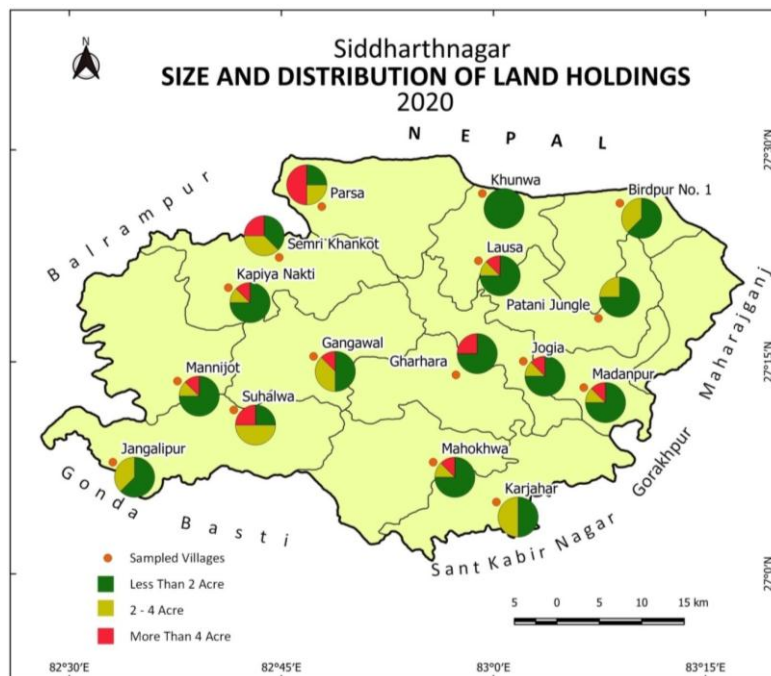 N
Siddharthnagar
SIZE AND DISTRIBUTION OF LAND HOLDINGS
2020
N E P A L
27°30'N
Balrampur
Parsa
Khunwa
Birdpur No. 1
Semri Khankot
Lausa
Kapiya Nakti
Patani Jungle
Maharajganj
Gangawal
Gharhara
Jogia
27°15'N
Mannijot
Madanpur
Suhalwa
Jangalipur
Mahokhwa
Gorakhpur
Karjahar
Gonda
Basti
Sant Kabir Nagar
Sampled Villages
Less Than 2 Acre
2 - 4 Acre
More Than 4 Acre
27°0'N
5 0 5 10 15 km
82°30'E 82°45'E 83°0'E 83°15'E